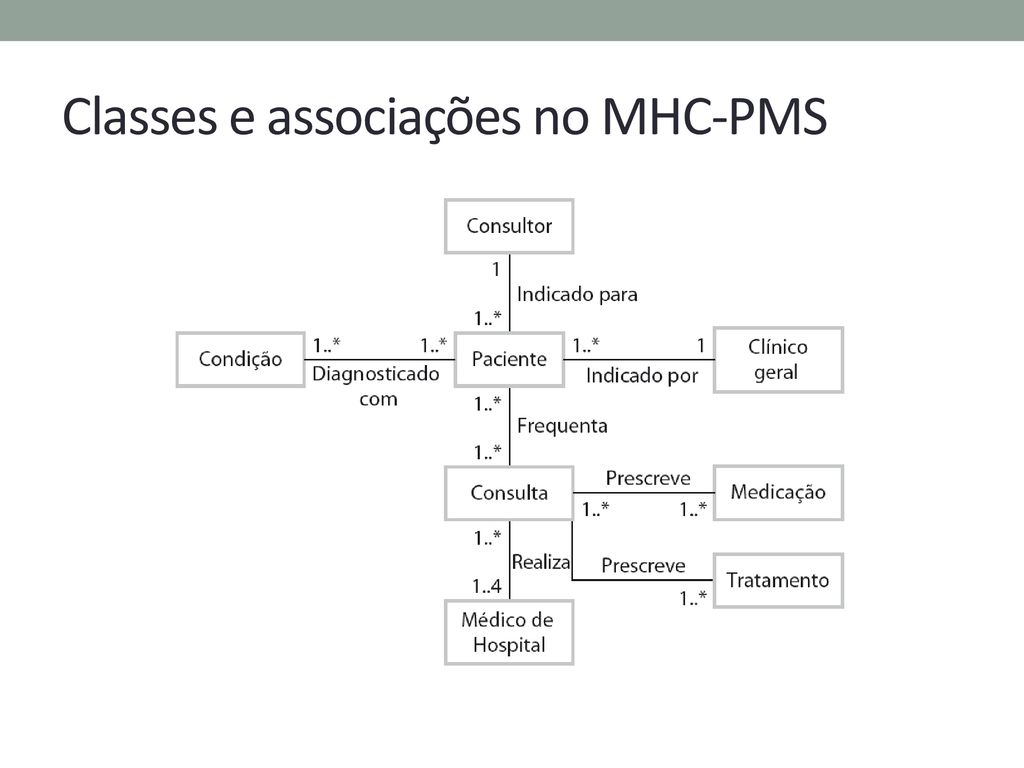 Classes e associações no MHC-PMS
Consultor
1
Indicado para
1..*
Condição
1..*
1..*
Diagnosticado
com
Paciente
1..*
1
Indicado por
Clínico
geral
1..*
Frequenta
1..*
Consulta
Prescreve
1..*
1..*
Medicação
1..*
Realiza
1..4
Prescreve
1..*
Tratamento
Médico de
Hospital